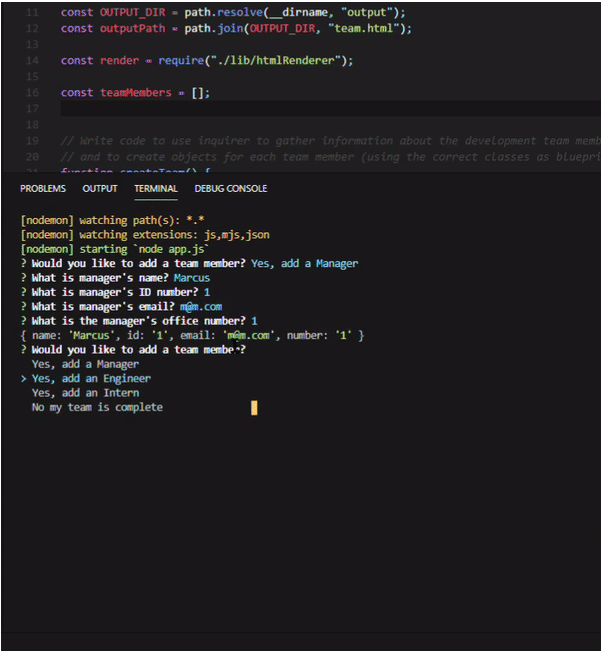 11 const OUTPUT_DIR = path.resolve(__dirname, "output");
12 const outputPath = path.join(OUTPUT_DIR, "team.html");
13
14 const render = require("./lib/htmlRenderer");
15
16 const teamMembers = [];
17
18
19 // Write code to use inquirer to gather information about the development team memb
20 // and to create objects for each team member (using the correct classes as bluepri
21 function createTeam() {
PROBLEMS OUTPUT TERMINAL DEBUG CONSOLE
[nodemon] watching path(s): *.*
[nodemon] watching extensions: js,mjs,json
[nodemon] starting `node app.js`
? Would you like to add a team member? Yes, add a Manager
? What is manager's name? Marcus
? What is manager's ID number? 1
? What is manager's email? m@m.com
? What is the manager's office number? 1
{ name: 'Marcus', id: '1', email: 'm@m.com', number: '1' }
? Would you like to add a team member?
Yes, add a Manager
> Yes, add an Engineer
Yes, add an Intern
No my team is complete